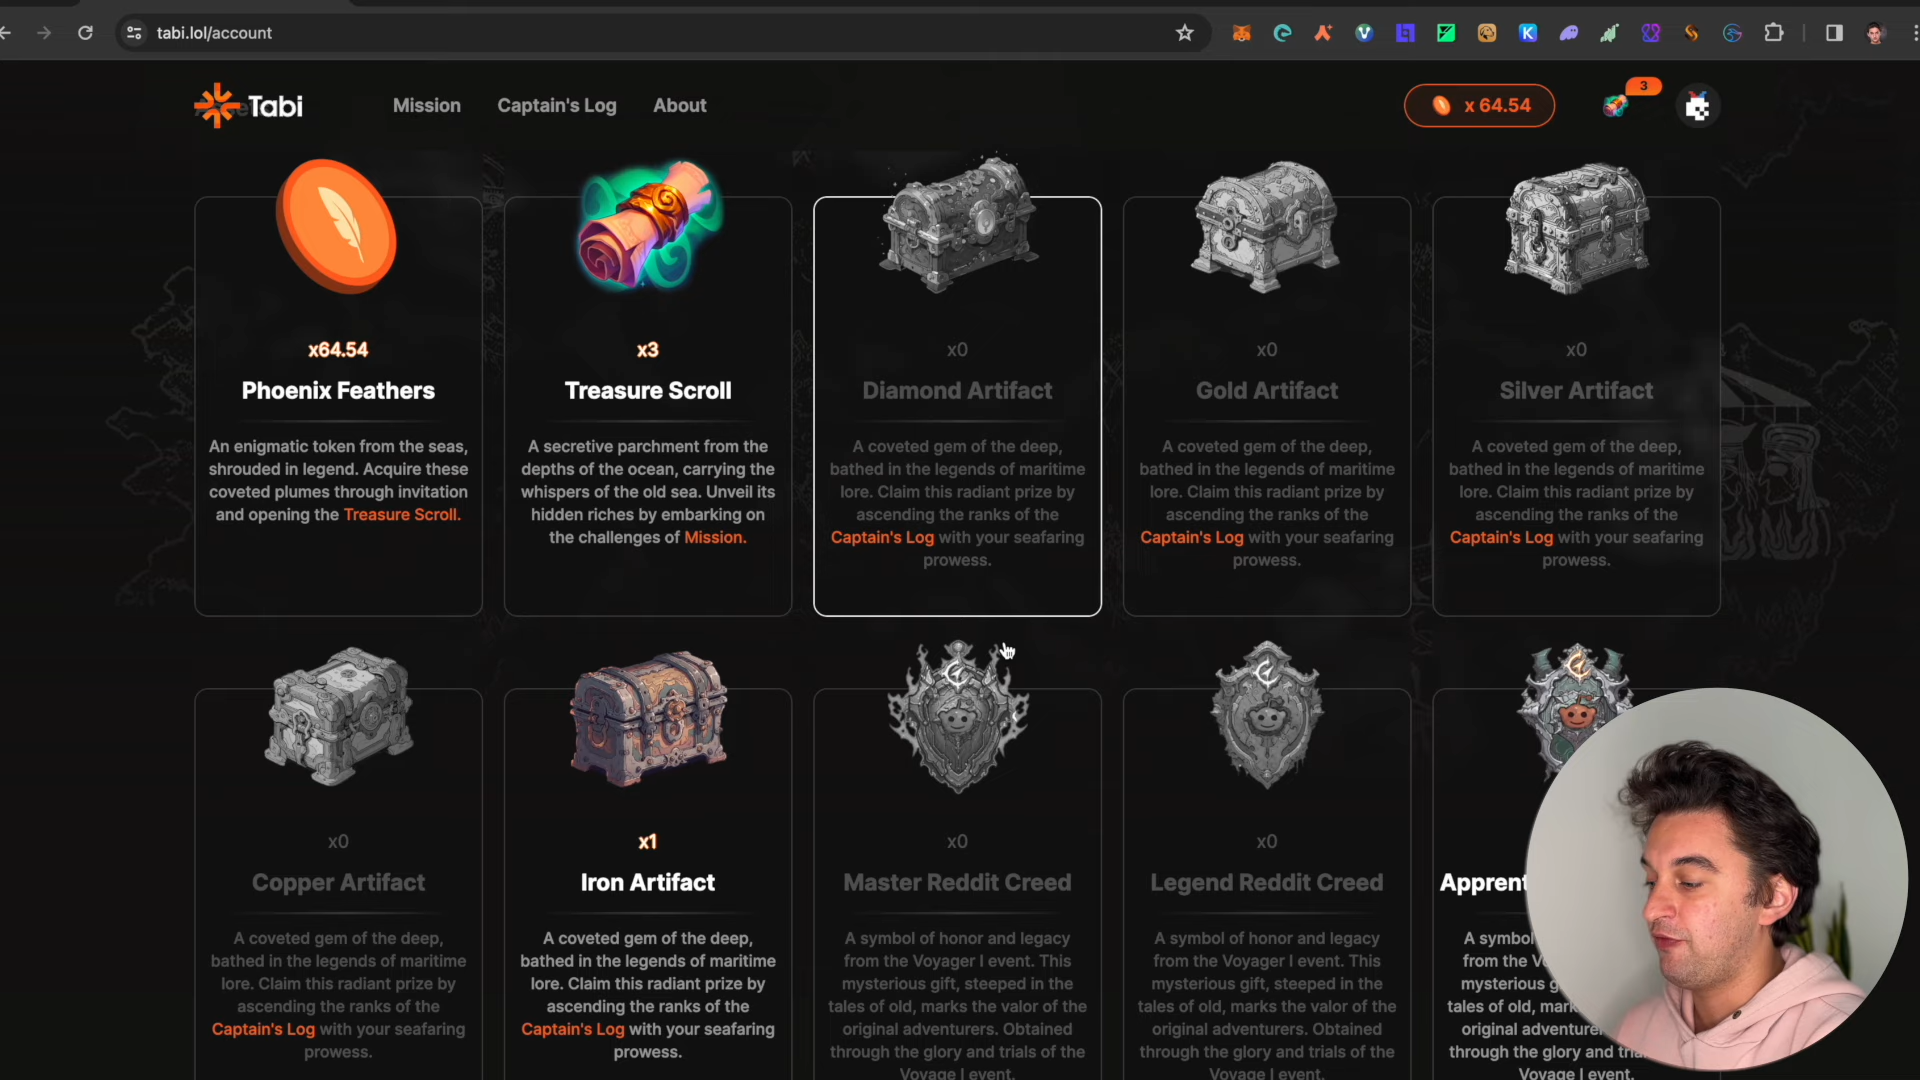 tabi.lol/account
Tabi
Mission
Captain's Log
About
x 64.54
3
x64.54
Phoenix Feathers
An enigmatic token from the seas,
shrouded in legend. Acquire these
coveted plumes through invitation
and opening the Treasure Scroll.
x3
Treasure Scroll
A secretive parchment from the
depths of the ocean, carrying the
whispers of the old sea. Unveil its
hidden riches by embarking on
the challenges of Mission.
x0
Diamond Artifact
A coveted gem of the deep,
bathed in the legends of maritime
lore. Claim this radiant prize by
ascending the ranks of the
Captain's Log with your seafaring
prowess.
x0
Gold Artifact
A coveted gem of the deep,
bathed in the legends of maritime
lore. Claim this radiant prize by
ascending the ranks of the
Captain's Log with your seafaring
prowess.
x0
Silver Artifact
A coveted gem of the deep,
bathed in the legends of maritime
lore. Claim this radiant prize by
ascending the ranks of the
Captain's Log with your seafaring
prowess.
x0
Copper Artifact
A coveted gem of the deep,
bathed in the legends of maritime
lore. Claim this radiant prize by
ascending the ranks of the
Captain's Log with your seafaring
prowess.
x1
Iron Artifact
A coveted gem of the deep,
bathed in the legends of maritime
lore. Claim this radiant prize by
ascending the ranks of the
Captain's Log with your seafaring
prowess.
x0
Master Reddit Creed
A symbol of honor and legacy
from the Voyager I event. This
mysterious gift, steeped in the
tales of old, marks the valor of the
original adventurers. Obtained
through the glory and trials of the
Voyage I event.
x0
Legend Reddit Creed
A symbol of honor and legacy
from the Voyager I event. This
mysterious gift, steeped in the
tales of old, marks the valor of the
original adventurers. Obtained
through the glory and trials of the
Voyage I event.
Apprent
A symbol
from the Vo
mysterious g
tales of old, mark
original adventure
through the glory and tria
Voyage I event.